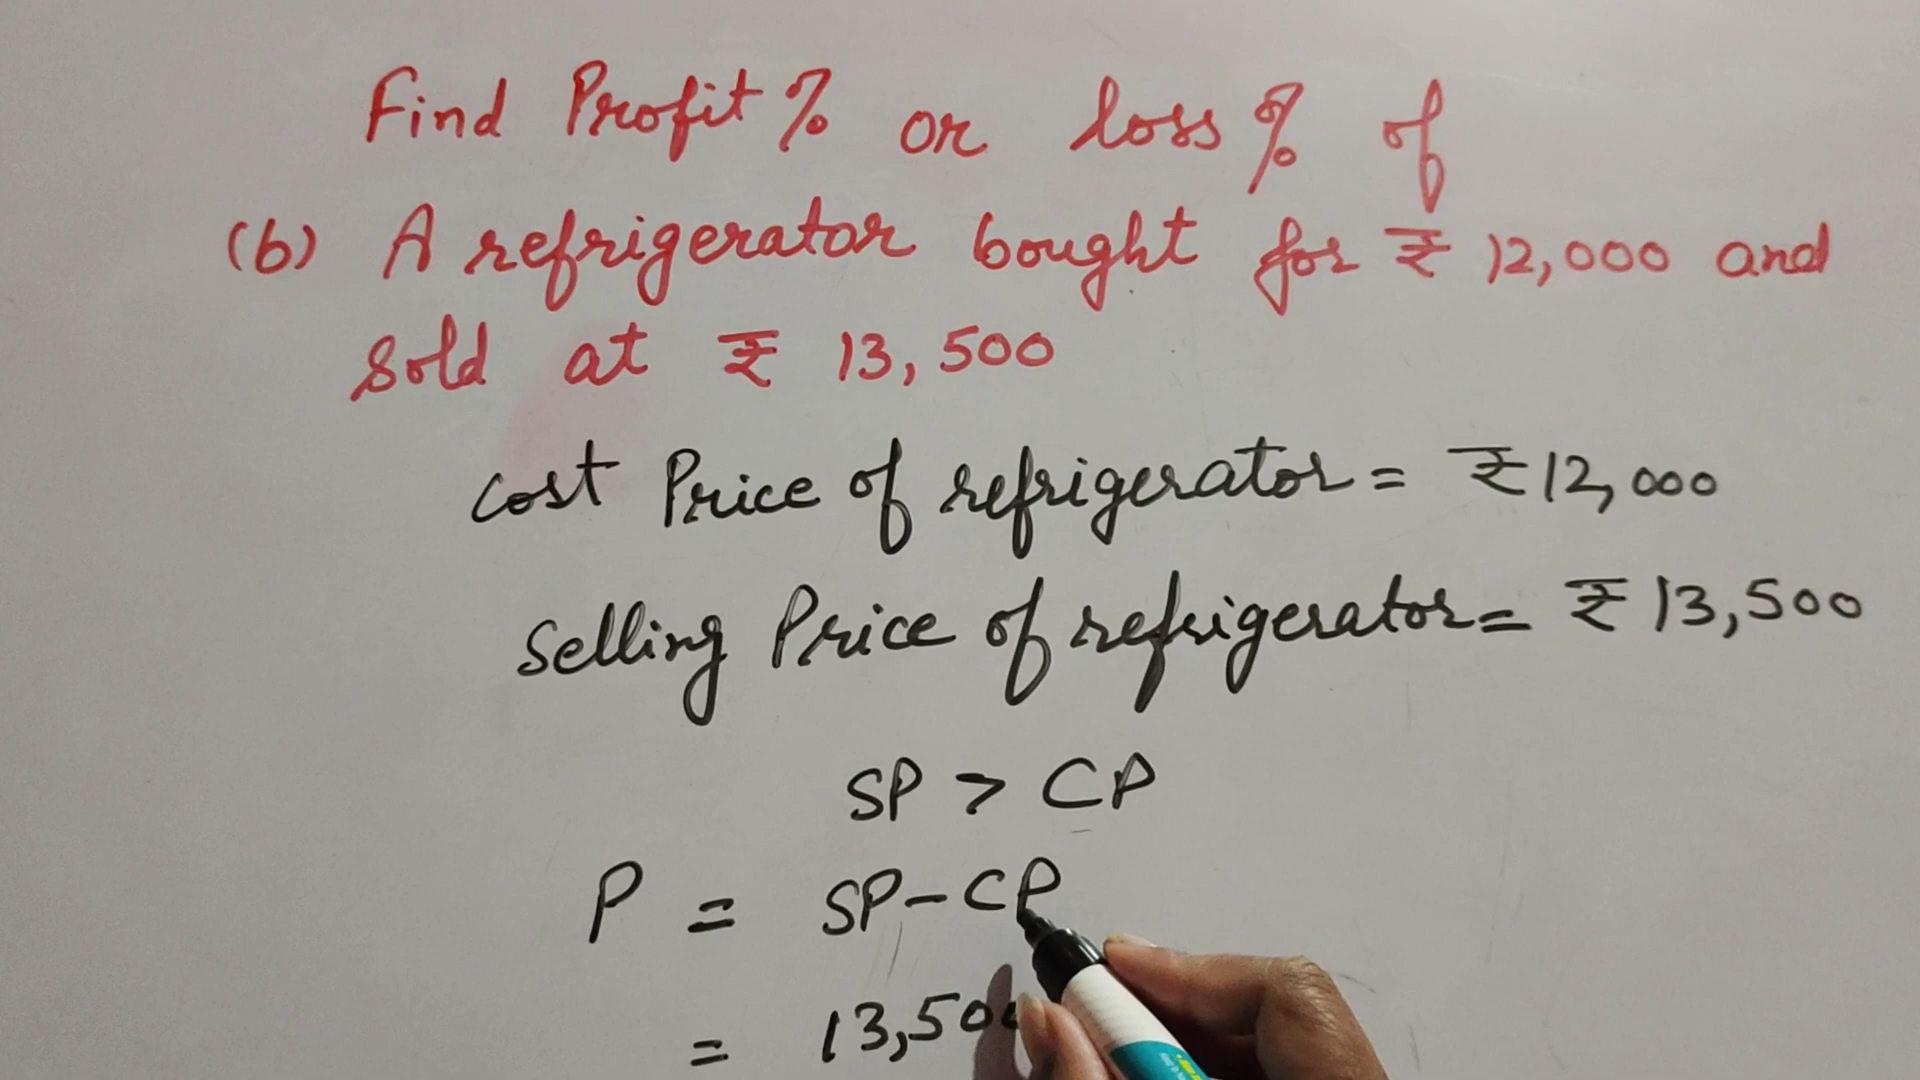 Find Profit % or loss % of
(b) A refrigerator bought for ₹ 12,000 and
sold at ₹ 13,500
Cost Price of refrigerator = ₹ 12,000
Selling Price of refrigerator = ₹ 13,500
SP > CP
P = SP - CP
= 13,500